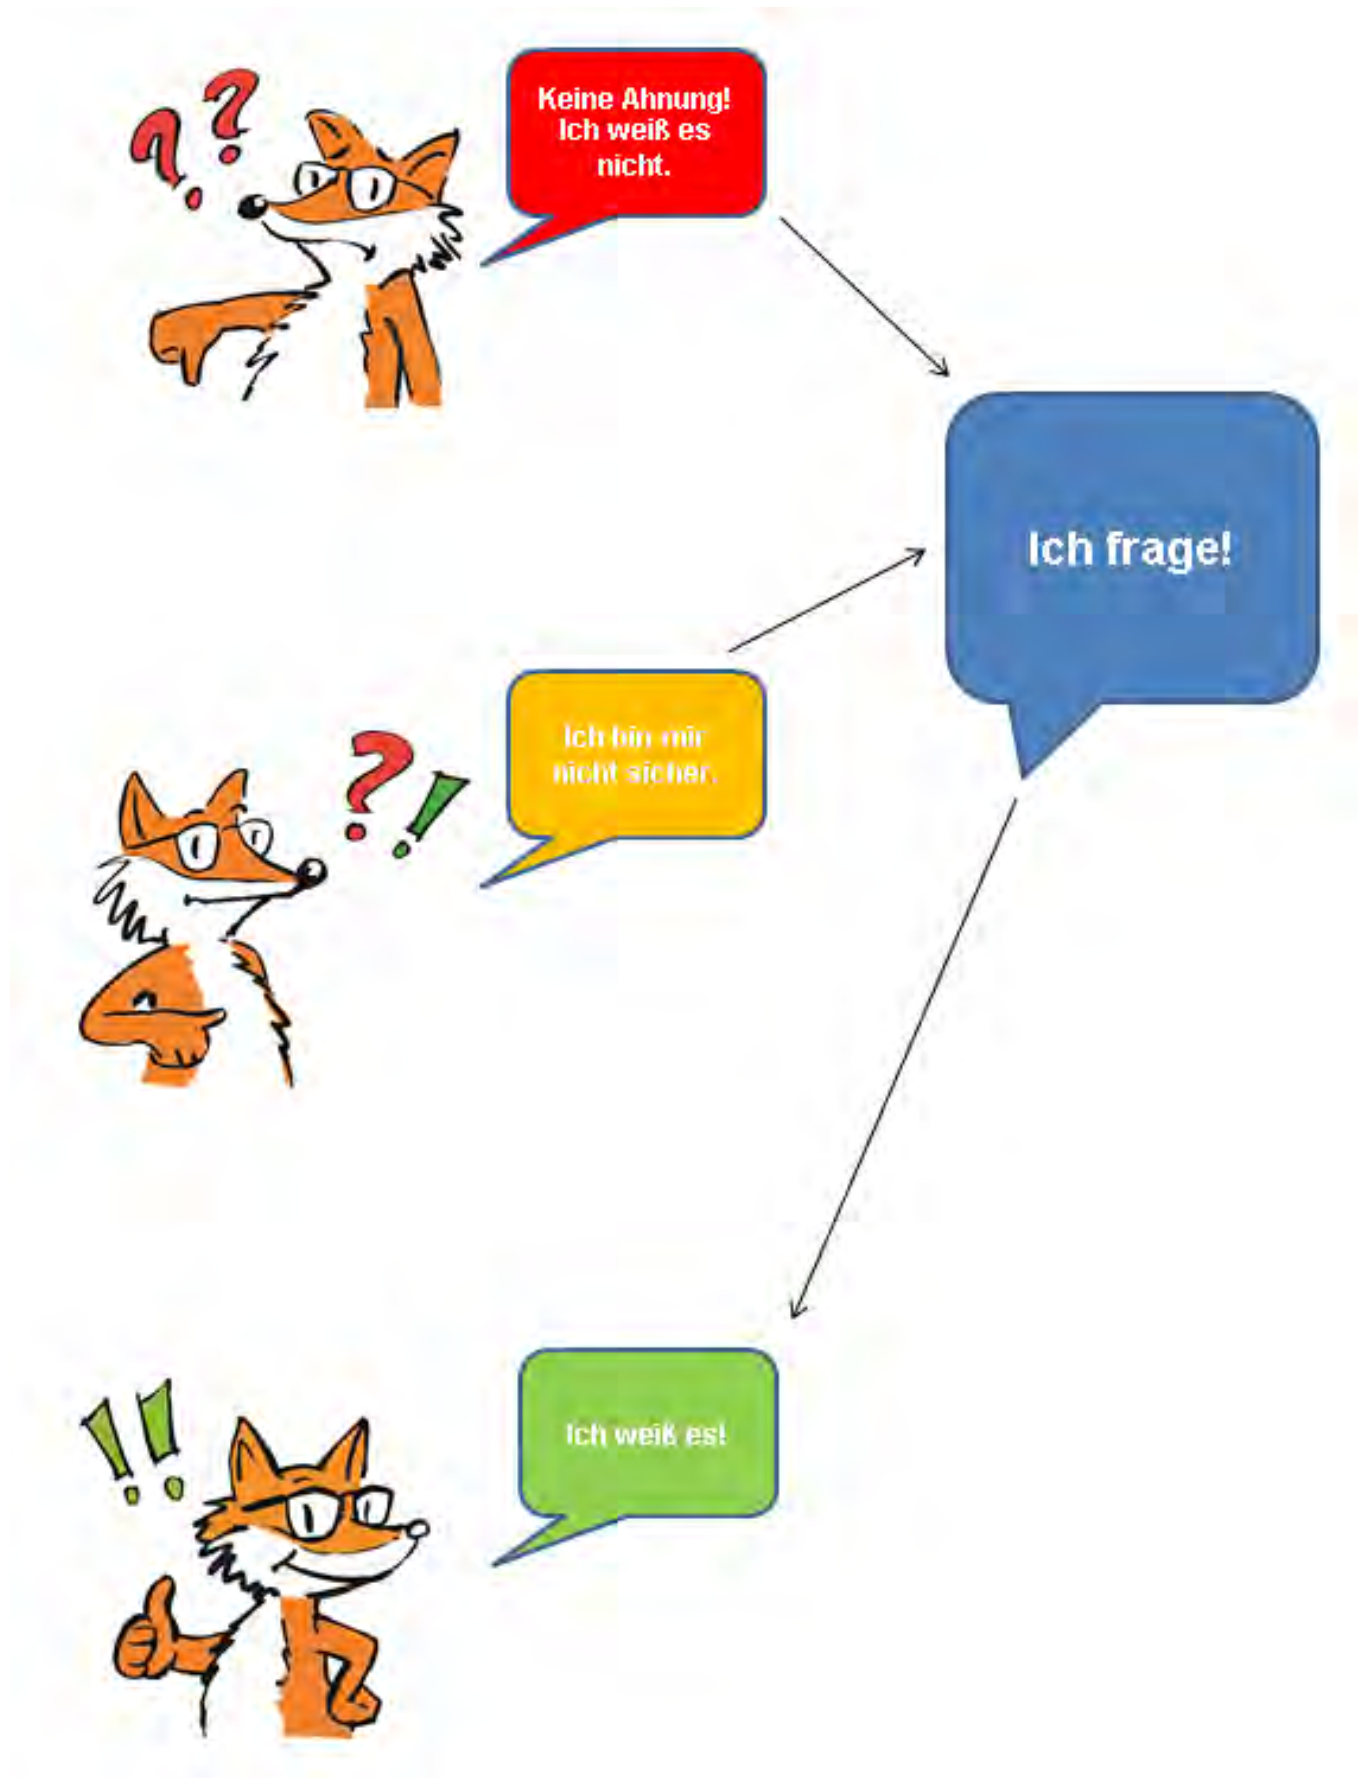 Keine Ahnung!
Ich weiß es
nicht.
Ich frage!
Ich bin mir
nicht sicher.
Ich weiß es!